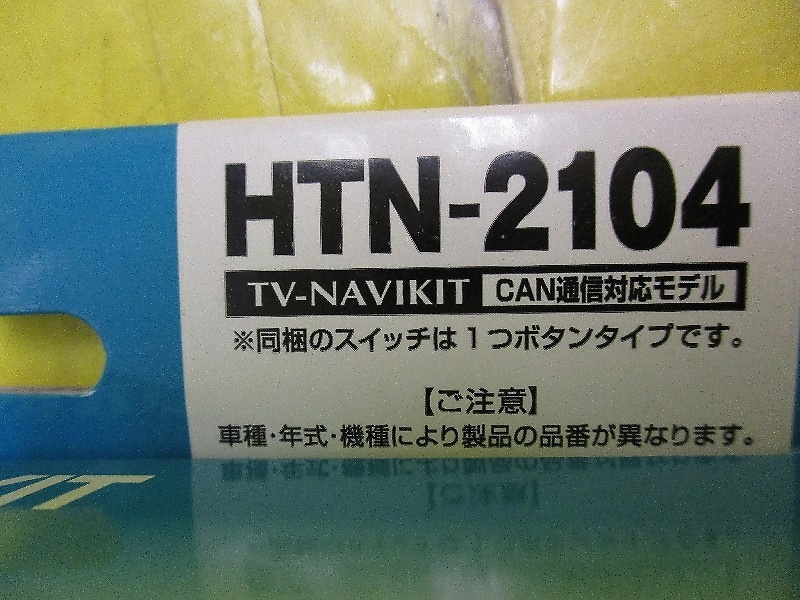 HTN-2104
TV-NAVIKIT CAN通信対応モデル
※同梱のスイッチは1つボタンタイプです。
【ご注意】
車種・年式・機種により製品の品番が異なります。